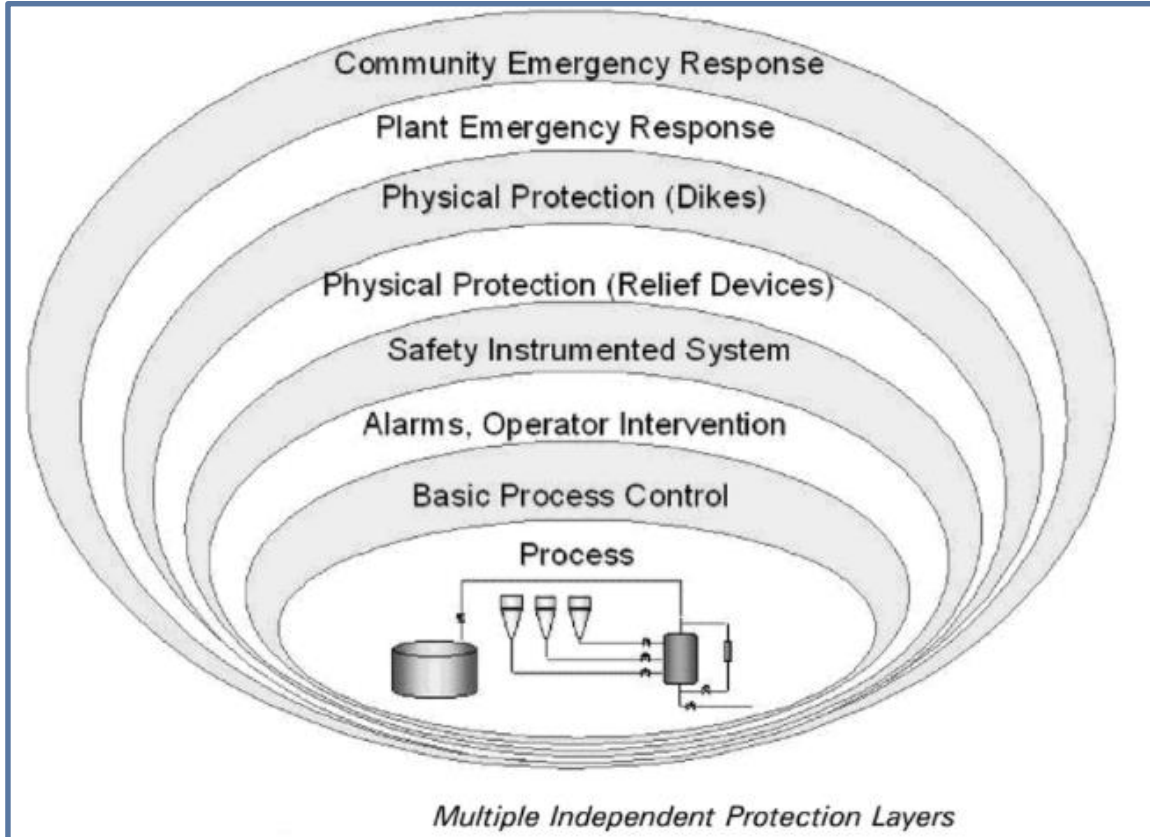 Community Emergency Response
Plant Emergency Response
Physical Protection (Dikes)
Physical Protection (Relief Devices)
Safety Instrumented System
Alarms, Operator Intervention
Basic Process Control
Process
Multiple Independent Protection Layers